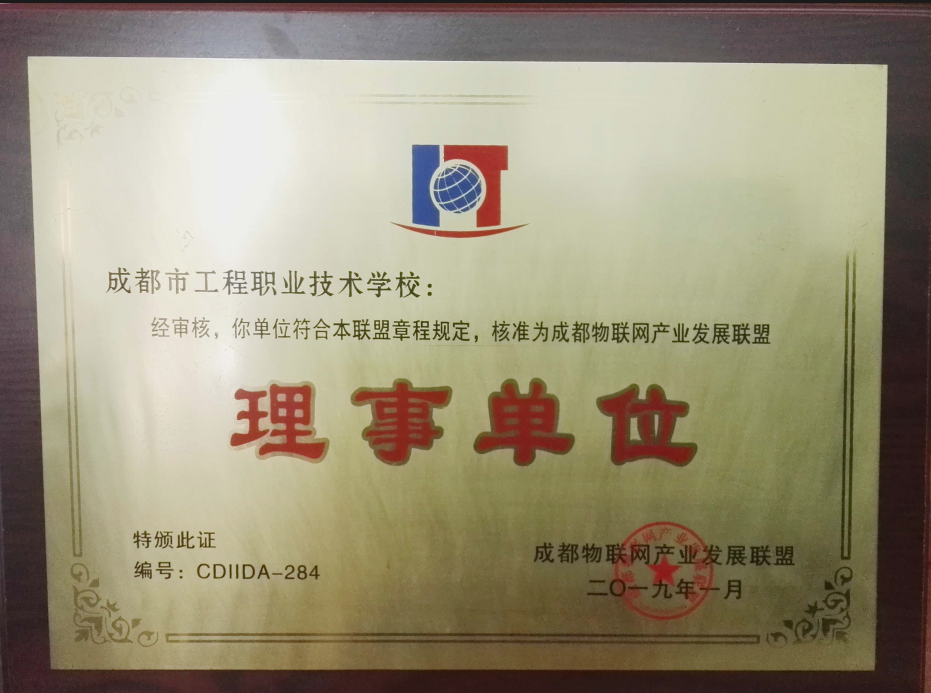 成都市工程职业技术学校：
经审核，你单位符合本联盟章程规定，核准为成都物联网产业发展联盟
理事单位
特颁此证
编号：CDIIDA-284
成都物联网产业发展联盟
二〇一九年一月